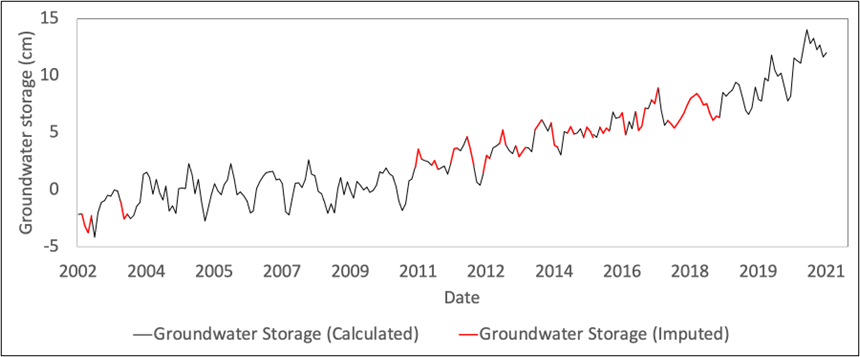 15
10
5
0
-5
Groundwater storage (cm)
2002 2004 2005 2006 2007 2009 2011 2012 2014 2016 2018 2019 2021
Date
Groundwater Storage (Calculated) Groundwater Storage (Imputed)